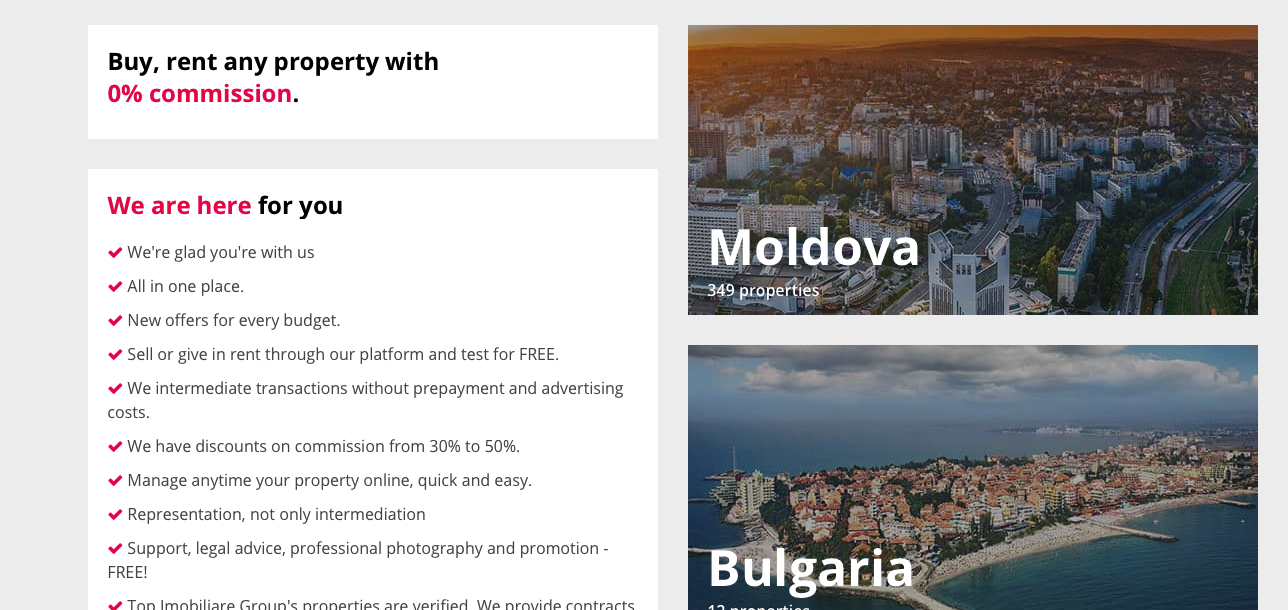 Buy, rent any property with
0% commission.
We are here for you
We're glad you're with us
All in one place.
New offers for every budget.
Sell or give in rent through our platform and test for FREE.
We intermediate transactions without prepayment and advertising
costs.
We have discounts on commission from 30% to 50%.
Manage anytime your property online, quick and easy.
Representation, not only intermediation
Support, legal advice, professional photography and promotion -
FREE!
Top Imobiliare Group's properties are verified. We provide contracts
Moldova
349 properties
Bulgaria
12 properties